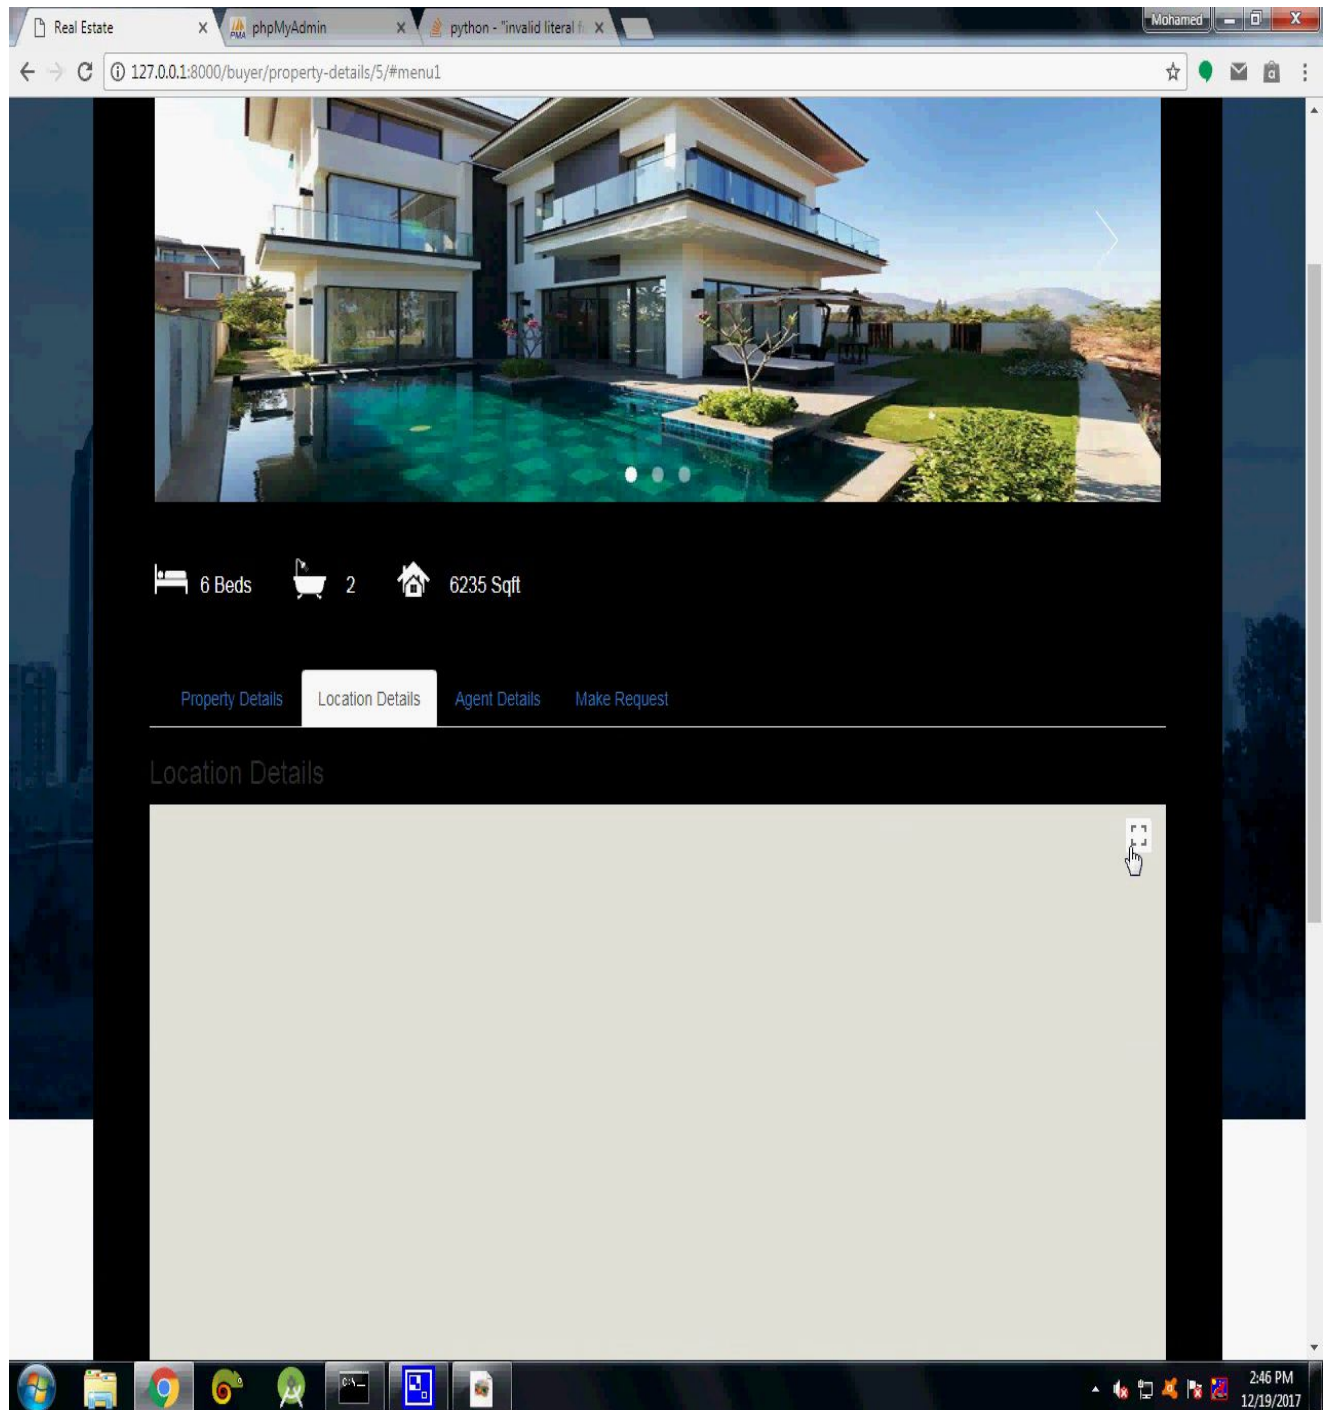 Real Estate
phpMyAdmin
python - "invalid literal f
Mohamed
127.0.0.1:8000/buyer/property-details/5/#menu1
6 Beds
2
6235 Sqft
Property Details
Location Details
Agent Details
Make Request
Location Details
2:46 PM
12/19/2017